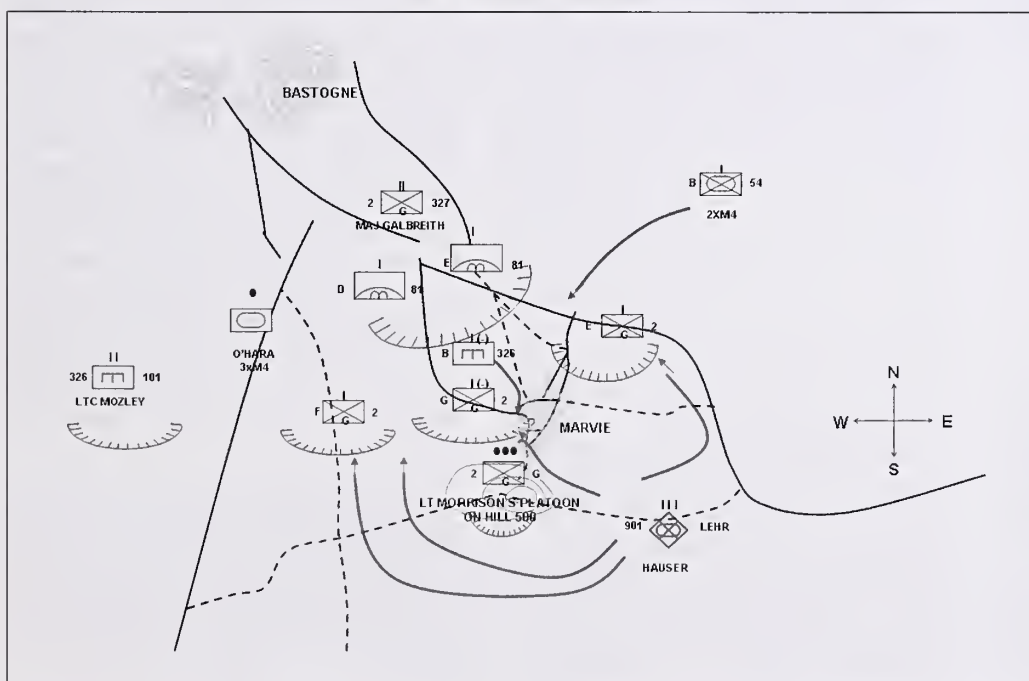 BASTOGNE
II
2 G 327
MAJ GALBREITH
I
B 54
2XM4
I
E 81
I
D 81
I
E G 2
O'HARA
3xM4
I (-)
B 326
II
326 101
LTC MOZLEY
I
F G 2
I (-)
G G 2
MARVIE
2 G G
LT MORRISON'S PLATOON
ON HILL 500
III
901 LEHR
HAUSER
N
W E
S